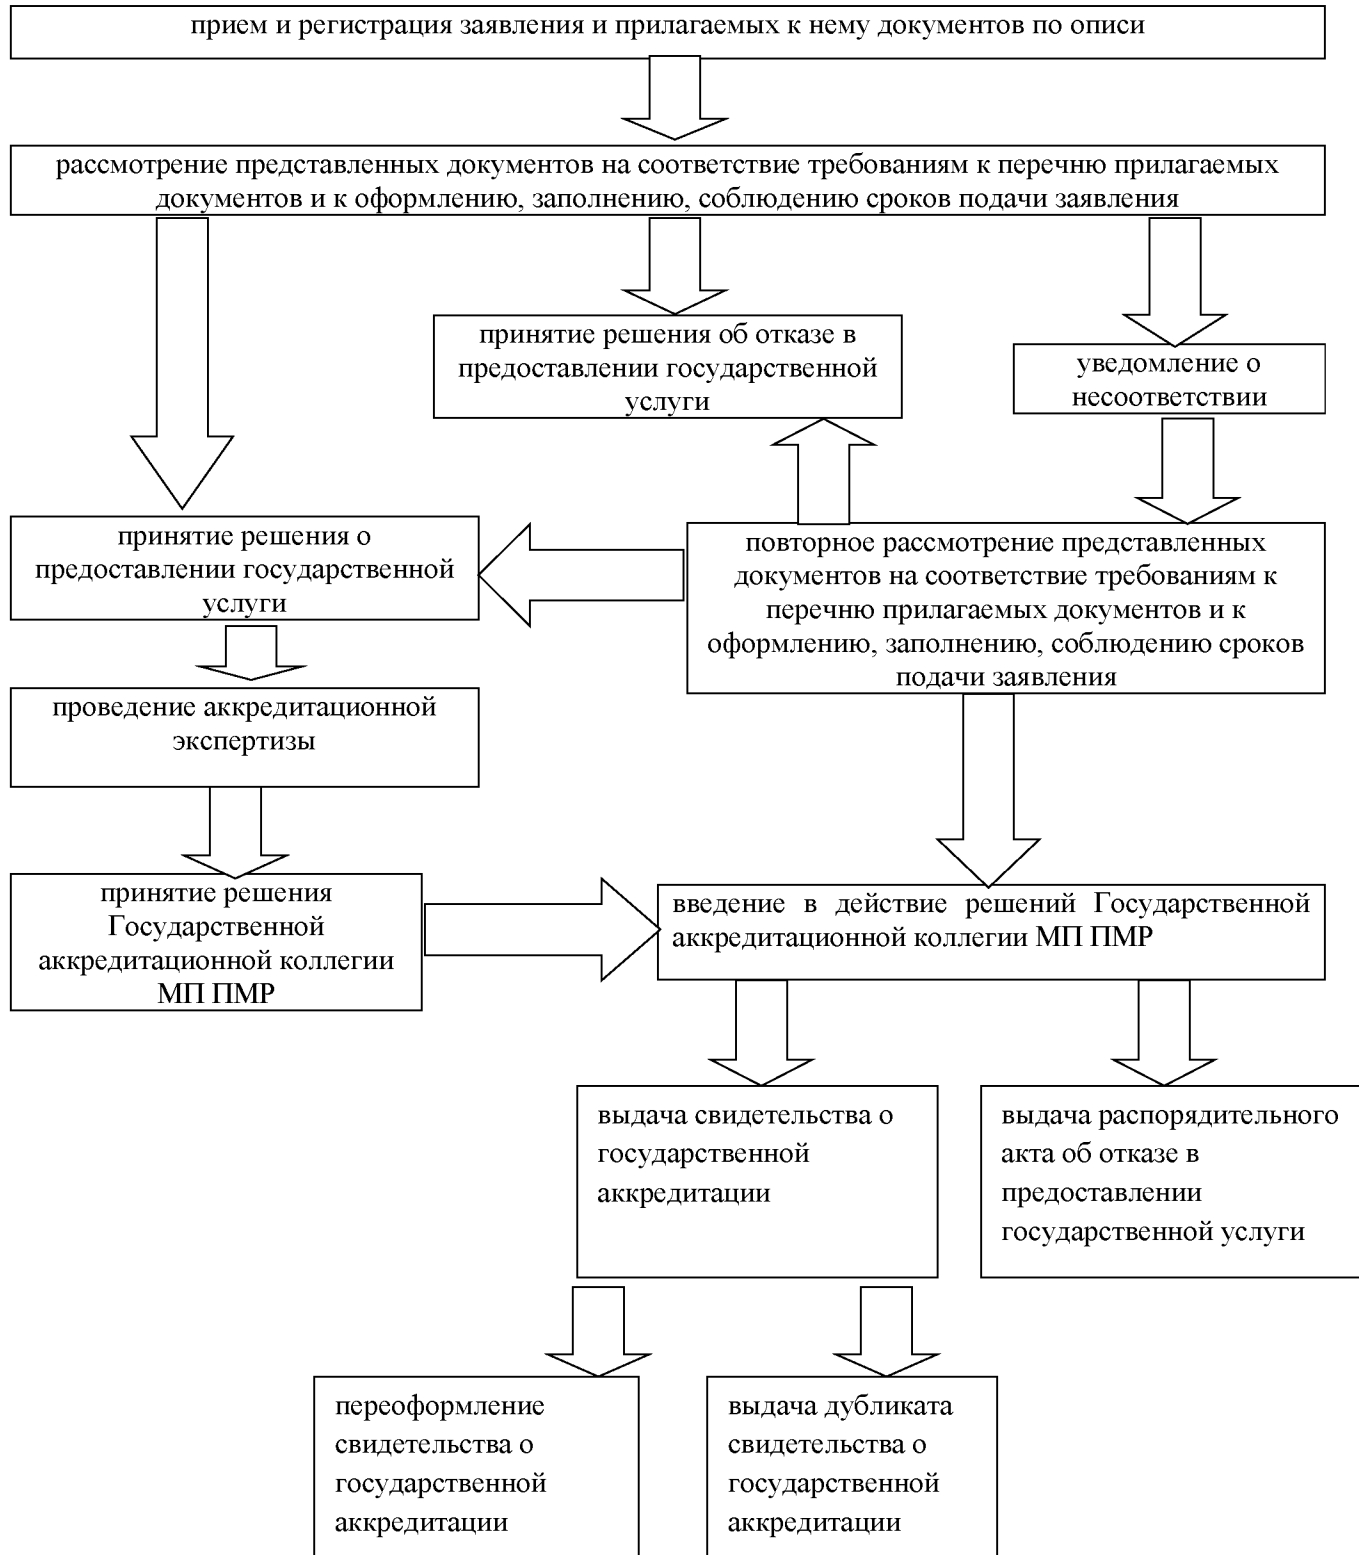 прием и регистрация заявления и прилагаемых к нему документов по описи
рассмотрение представленных документов на соответствие требованиям к перечню прилагаемых
документов и к оформлению, заполнению, соблюдению сроков подачи заявления
принятие решения об отказе в
предоставлении государственной
услуги
уведомление о
несоответствии
принятие решения о
предоставлении государственной
услуги
повторное рассмотрение представленных
документов на соответствие требованиям к
перечню прилагаемых документов и к
оформлению, заполнению, соблюдению сроков
подачи заявления
проведение аккредитационной
экспертизы
принятие решения
Государственной
аккредитационной коллегии
МП ПМР
введение в действие решений Государственной
аккредитационной коллегии МП ПМР
выдача свидетельства о
государственной
аккредитации
выдача распорядительного
акта об отказе в
предоставлении
государственной услуги
переоформление
свидетельства о
государственной
аккредитации
выдача дубликата
свидетельства о
государственной
аккредитации